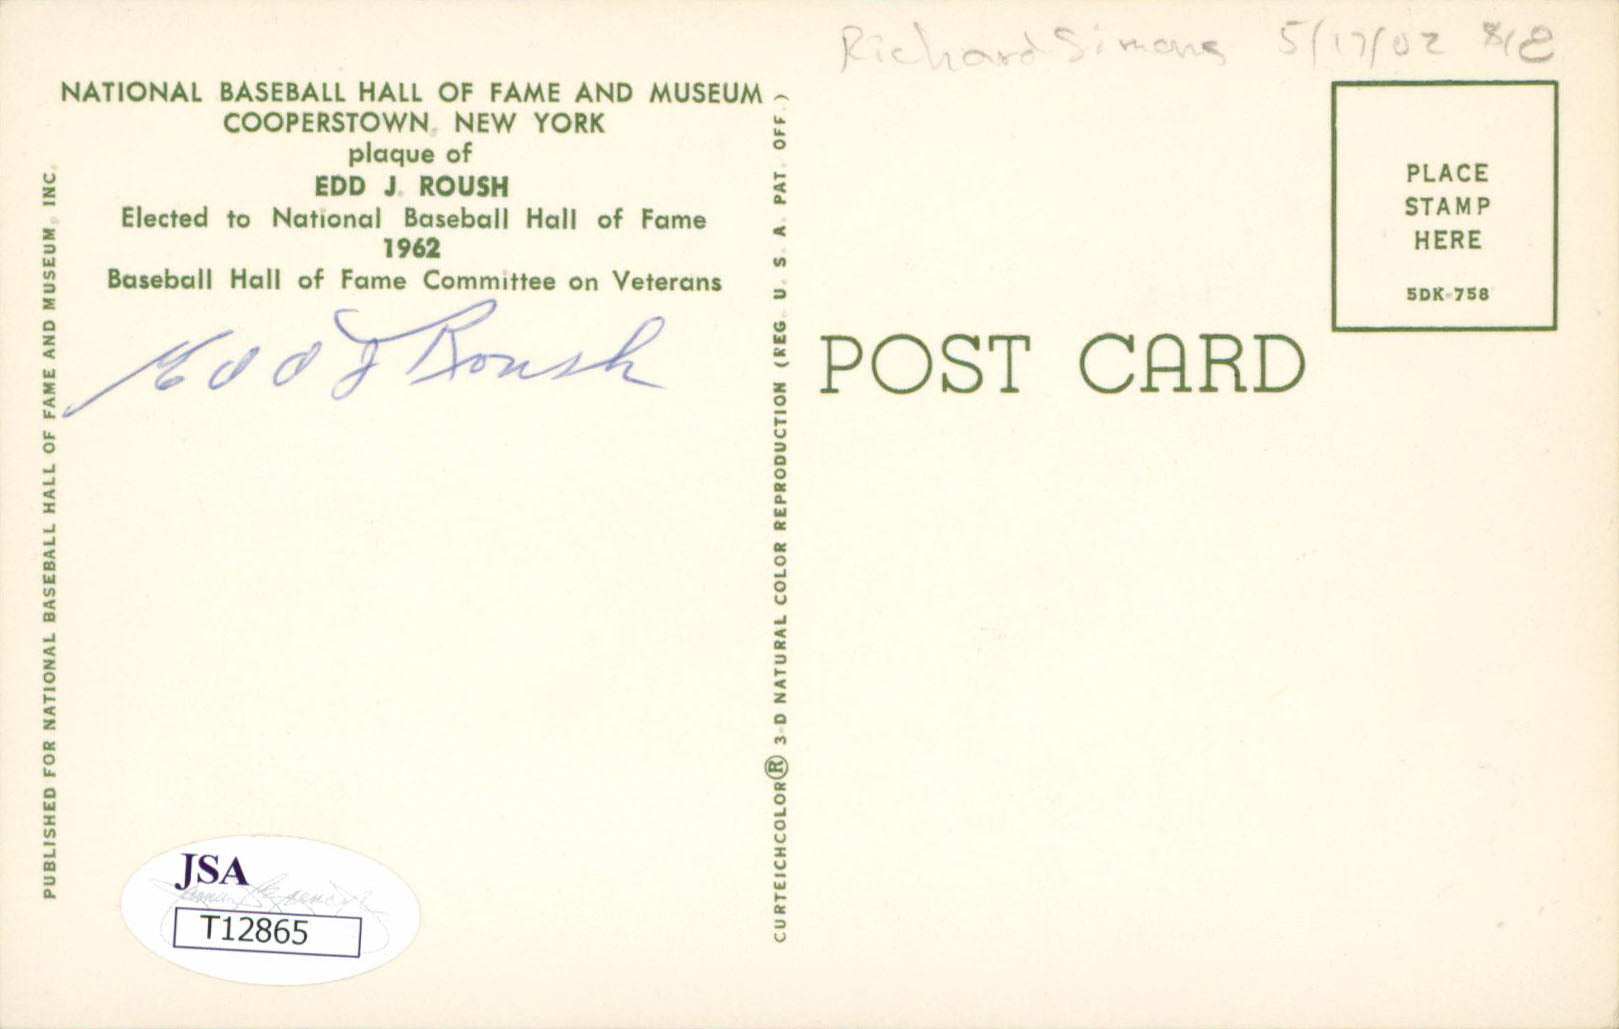 Richard Simons 5/17/02 $18
NATIONAL BASEBALL HALL OF FAME AND MUSEUM
COOPERSTOWN, NEW YORK
plaque of
EDD J. ROUSH
Elected to National Baseball Hall of Fame
1962
Baseball Hall of Fame Committee on Veterans
Edd J Roush
PUBLISHED FOR NATIONAL BASEBALL HALL OF FAME AND MUSEUM, INC.
CURTEICHCOLOR® 3-D NATURAL COLOR REPRODUCTION (REG. U. S. A. PAT. OFF.)
PLACE
STAMP
HERE
5DK-758
POST CARD
JSA
T12865